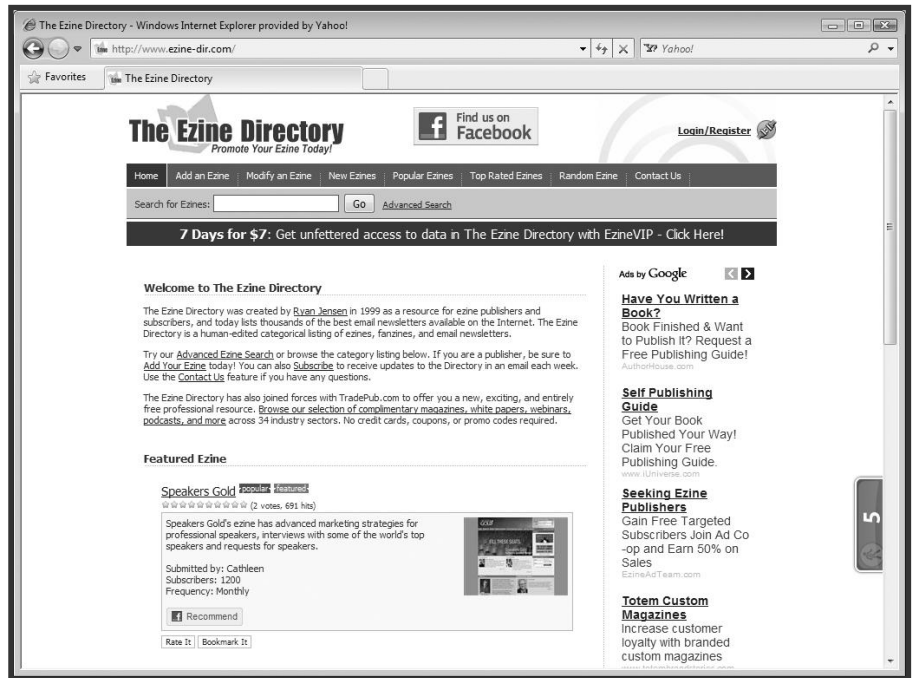 The Ezine Directory - Windows Internet Explorer provided by Yahoo!
http://www.ezine-dir.com/
Yahoo!
Favorites
The Ezine Directory
The Ezine Directory
Promote Your Ezine Today!
Find us on
Facebook
Login/Register
Home Add an Ezine Modify an Ezine New Ezines Popular Ezines Top Rated Ezines Random Ezine Contact Us
Search for Ezines: Go Advanced Search
7 Days for $7: Get unfettered access to data in The Ezine Directory with EzineVIP - Click Here!
Welcome to The Ezine Directory
The Ezine Directory was created by Ryan Jensen in 1999 as a resource for ezine publishers and
subscribers, and today lists thousands of the best email newsletters available on the Internet. The Ezine
Directory is a human-edited categorical listing of ezines, fanzines, and email newsletters.
Try our Advanced Ezine Search or browse the category listing below. If you are a publisher, be sure to
Add Your Ezine today! You can also Subscribe to receive updates to the Directory in an email each week.
Use the Contact Us feature if you have any questions.
The Ezine Directory has also joined forces with TradePub.com to offer you a new, exciting, and entirely
free professional resource. Browse our selection of complimentary magazines, white papers, webinars,
podcasts, and more across 34 industry sectors. No credit cards, coupons, or promo codes required.
Featured Ezine
Speakers Gold popular featured
(2 votes, 691 hits)
Speakers Gold's ezine has advanced marketing strategies for
professional speakers, interviews with some of the world's top
speakers and requests for speakers.
Submitted by: Cathleen
Subscribers: 1200
Frequency: Monthly
Recommend
Rate It Bookmark It
Ads by Google
Have You Written a
Book?
Book Finished & Want
to Publish It? Request a
Free Publishing Guide!
AuthorHouse.com
Self Publishing
Guide
Get Your Book
Published Your Way!
Claim Your Free
Publishing Guide.
www.iUniverse.com
Seeking Ezine
Publishers
Gain Free Targeted
Subscribers Join Ad Co
-op and Earn 50% on
Sales
EzineAdTeam.com
Totem Custom
Magazines
Increase customer
loyalty with branded
custom magazines
5